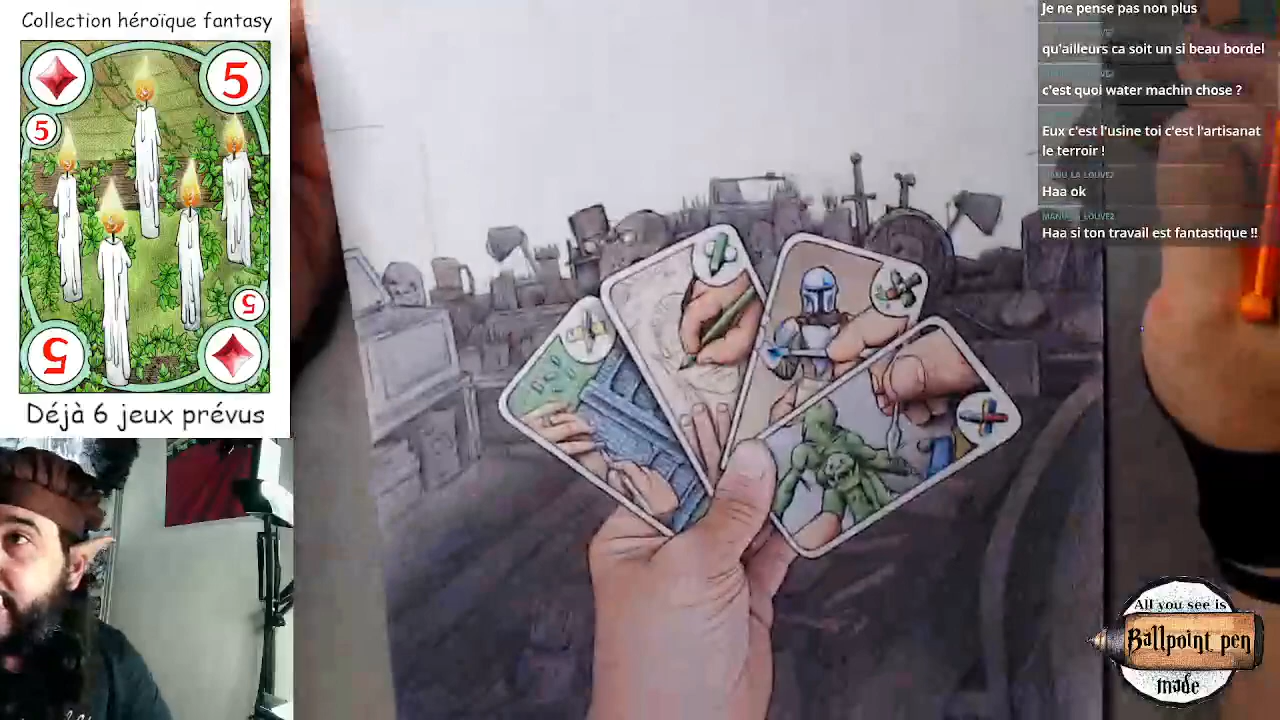 Collection héroïque fantasy
5
5
5
5
Déjà 6 jeux prévus
Je ne pense pas non plus
qu'ailleurs ca soit un si beau bordel
c'est quoi water machin chose ?
Eux c'est l'usine toi c'est l'artisanat
le terroir !
MANU_LA_LOUVE2
Haa ok
MANU_LA_LOUVE2
Haa si ton travail est fantastique !!
All you see is
Ballpoint pen
made